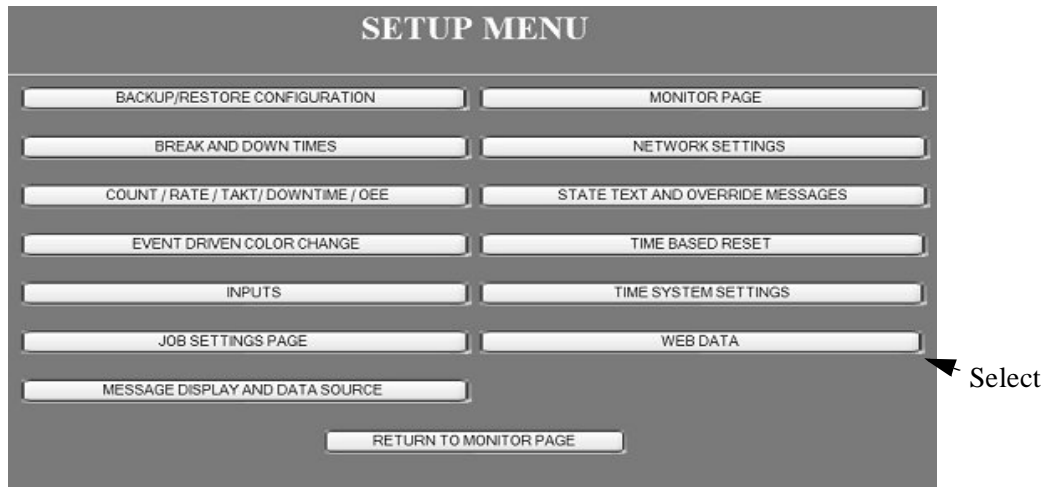 SETUP MENU
BACKUP/RESTORE CONFIGURATION
MONITOR PAGE
BREAK AND DOWN TIMES
NETWORK SETTINGS
COUNT / RATE / TAKT/ DOWNTIME / OEE
STATE TEXT AND OVERRIDE MESSAGES
EVENT DRIVEN COLOR CHANGE
TIME BASED RESET
INPUTS
TIME SYSTEM SETTINGS
JOB SETTINGS PAGE
WEB DATA
Select
MESSAGE DISPLAY AND DATA SOURCE
RETURN TO MONITOR PAGE